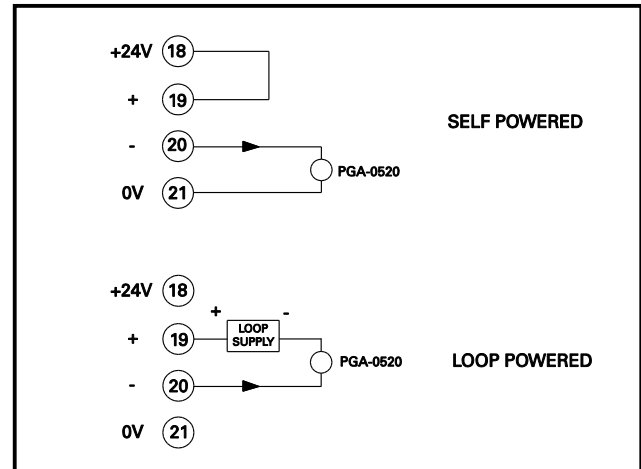 +24V 18
+ 19
SELF POWERED
- 20
PGA-0520
0V 21
+24V 18
+ -
+ 19 LOOP
SUPPLY
PGA-0520
LOOP POWERED
- 20
0V 21